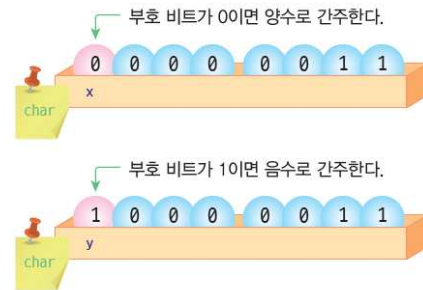 부호 비트가 0이면 양수로 간주한다.
0 0 0 0 0 0 1 1
x
char
부호 비트가 1이면 음수로 간주한다.
1 0 0 0 0 0 1 1
y
char